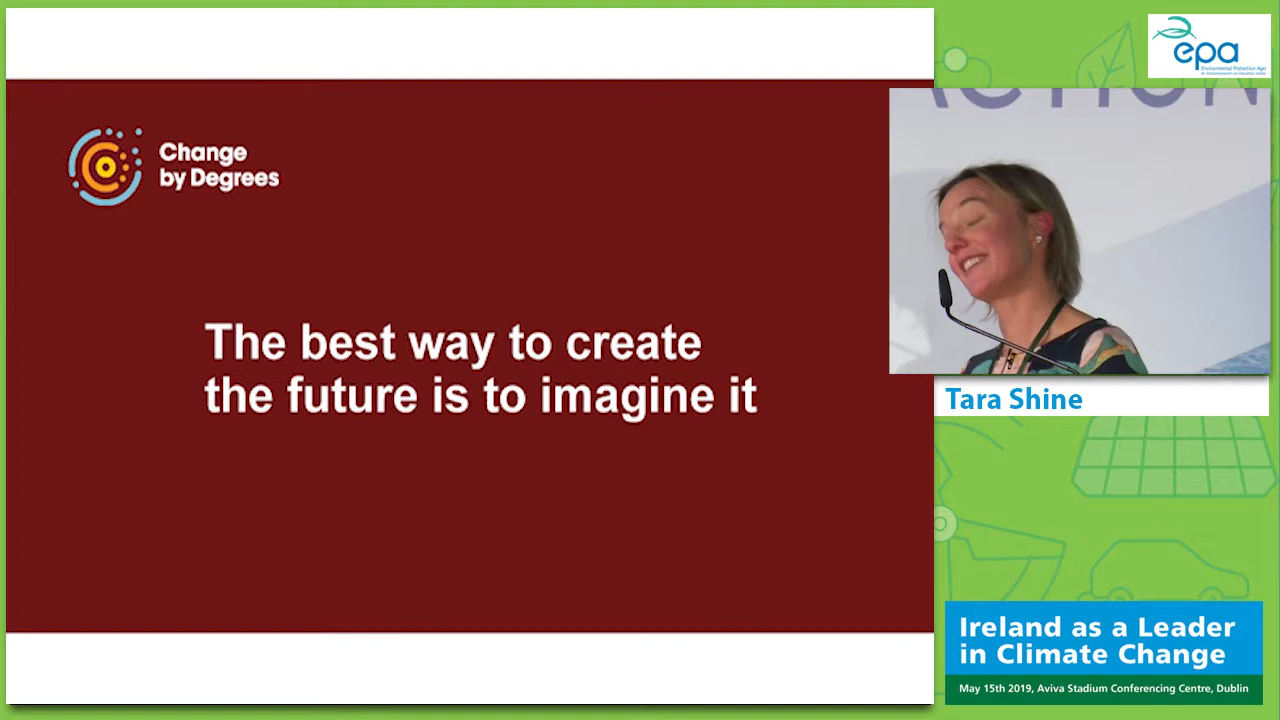 Change
by Degrees
The best way to create
the future is to imagine it
epa
ACTION
Tara Shine
Ireland as a Leader
in Climate Change
May 15th 2019, Aviva Stadium Conferencing Centre, Dublin